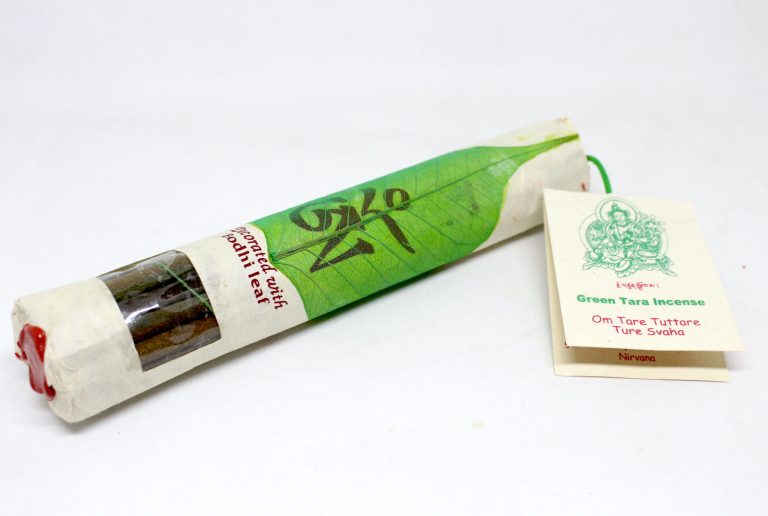 decorated with
bodhi leaf
Green Tara Incense
Om Tare Tuttare
Ture Svaha
Nirvana